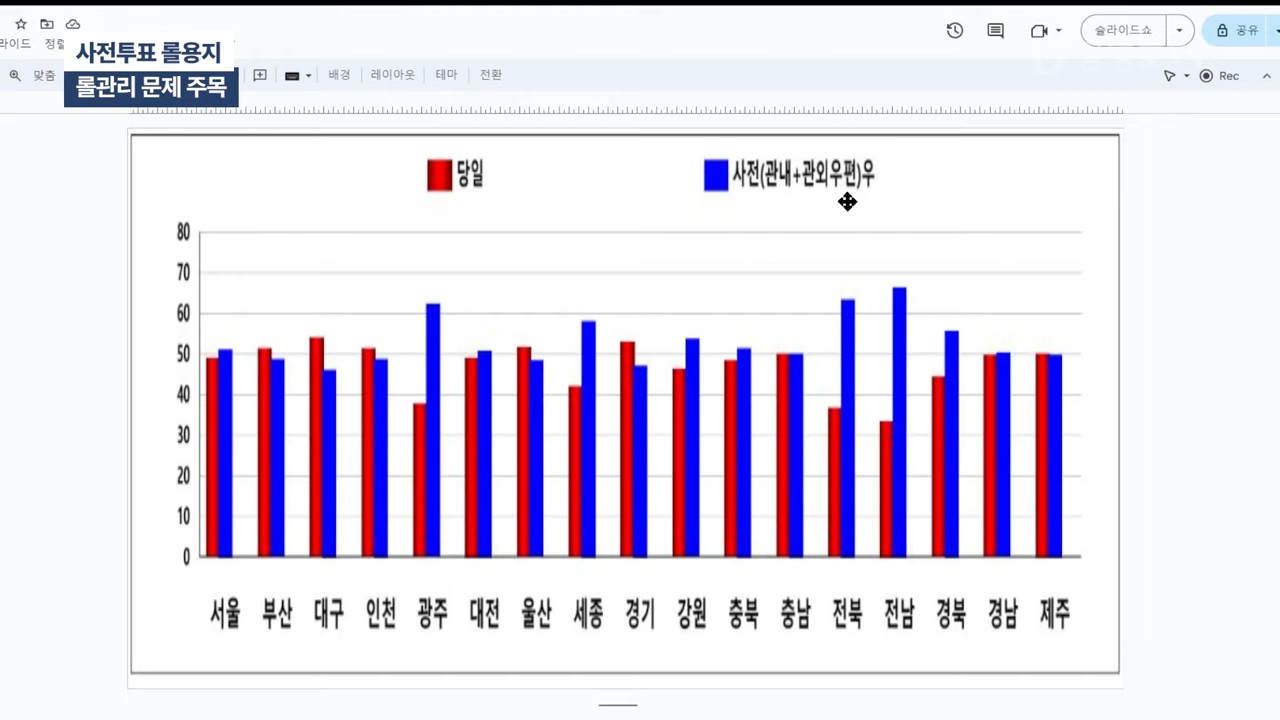 라이드
정렬
사전투표 롤용지
롤관리 문제 주목
슬라이드쇼
공유
맞춤
배경
레이아웃
테마
전환
Rec
당일
사전(관내+관외우편)우
80
70
60
50
40
30
20
10
0
서울 부산 대구 인천 광주 대전 울산 세종 경기 강원 충북 충남 전북 전남 경북 경남 제주